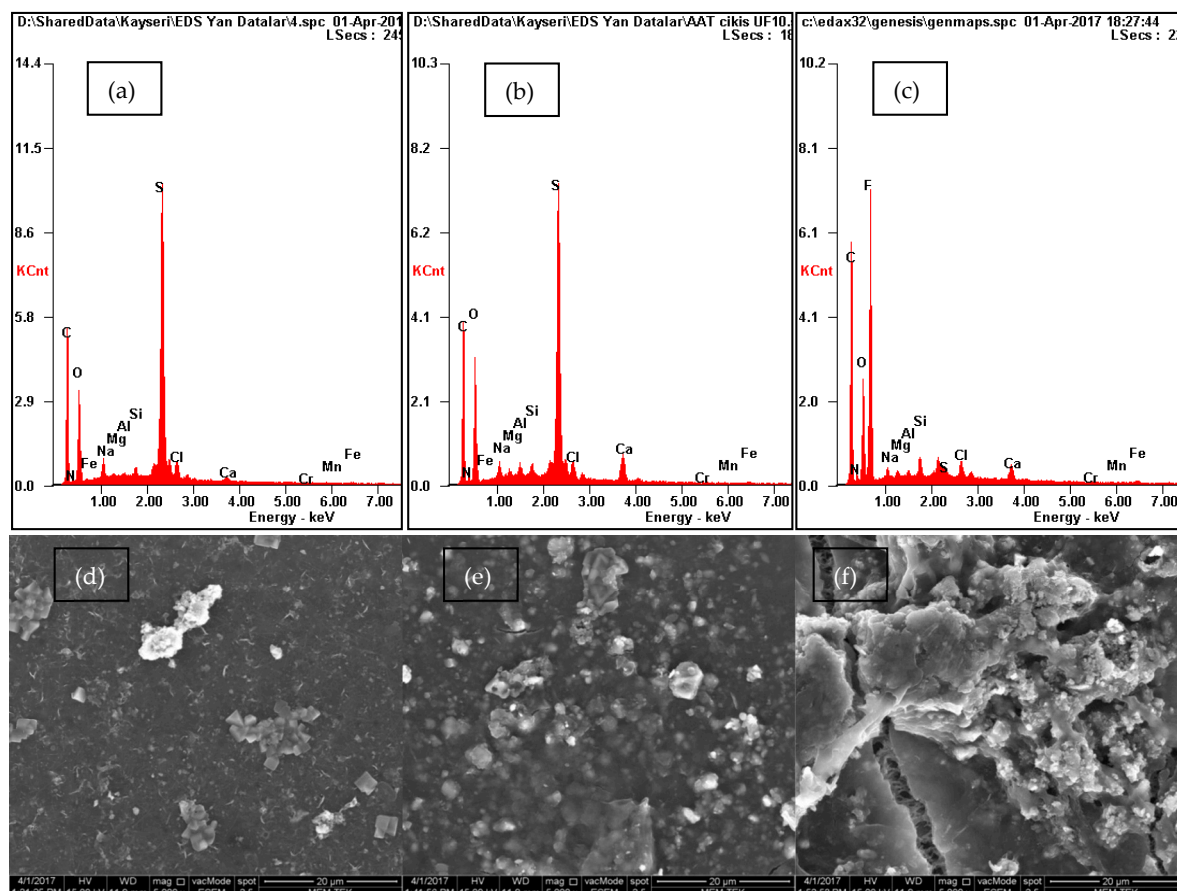 D:\SharedData\Kayseri\EDS Yan Datalar\4.spc 01-Apr-201
LSecs : 249
14.4
11.5
8.6
KCnt
5.8
2.9
0.0
(a)
S
C
O
N
Fe
Na
Mg
Al
Si
Cl
Ca
Cr
Mn
Fe
1.00 2.00 3.00 4.00 5.00 6.00 7.00
Energy - keV
D:\SharedData\Kayseri\EDS Yan Datalar\AAT cikis UF10.
LSecs : 18
10.3
8.2
6.2
KCnt
4.1
2.1
0.0
(b)
S
C
O
N
Fe
Na
Mg
Al
Si
Cl
Ca
Cr
Mn
Fe
1.00 2.00 3.00 4.00 5.00 6.00 7.00
Energy - keV
c:\edax32\genesis\genmaps.spc 01-Apr-2017 18:27:44
LSecs : 22
10.2
8.1
6.1
KCnt
4.1
2.0
0.0
(c)
F
C
O
N
Na
Mg
Al
Si
S
Cl
Ca
Cr
Mn
Fe
1.00 2.00 3.00 4.00 5.00 6.00 7.00
Energy - keV
(d)
4/1/2017 HV WD mag vacMode spot 20 µm
(e)
4/1/2017 HV WD mag vacMode spot 20 µm
(f)
4/1/2017 HV WD mag vacMode spot 20 µm